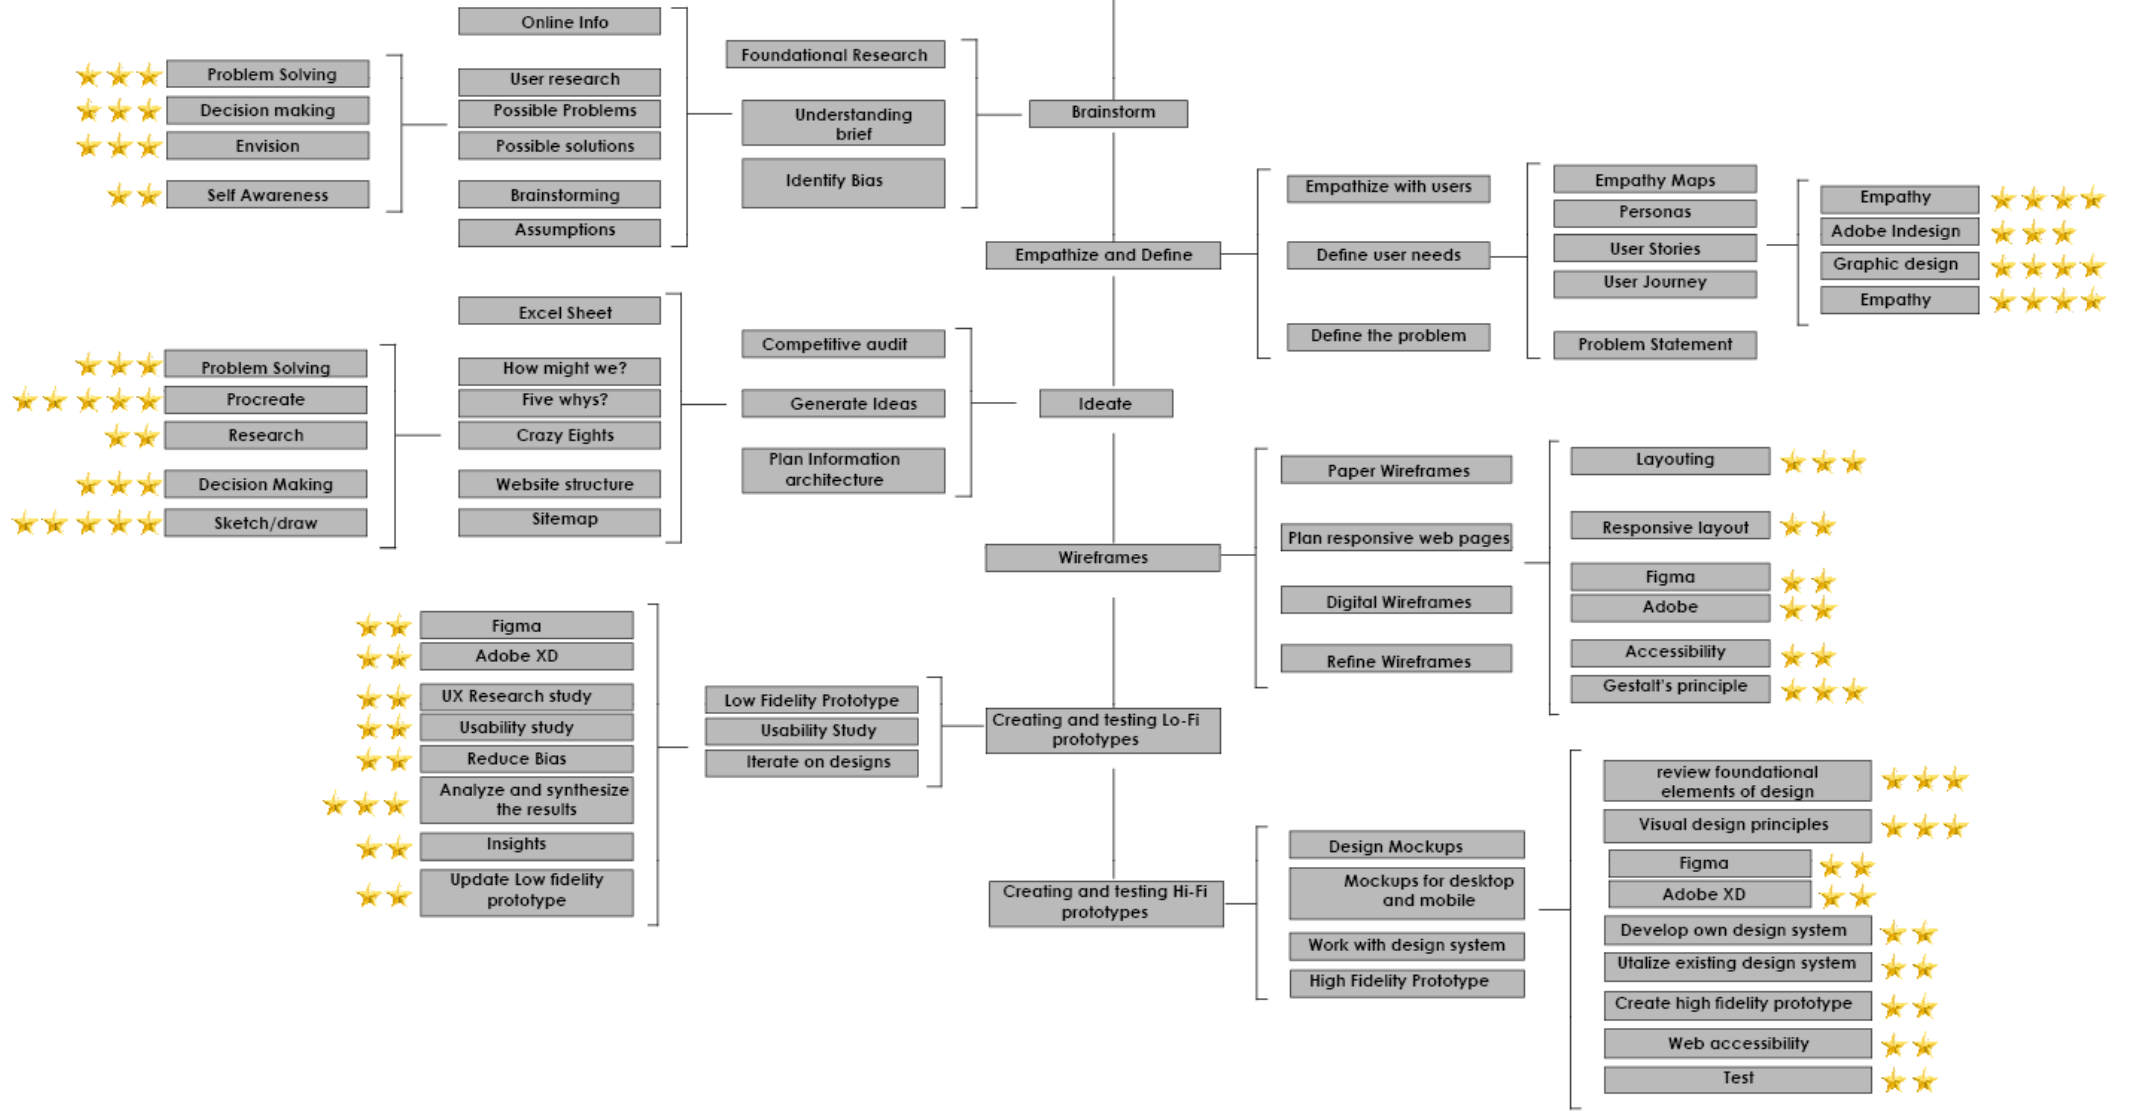 Online Info
Foundational Research
Problem Solving
User research
Decision making
Possible Problems
Understanding
brief
Brainstorm
Envision
Possible solutions
Self Awareness
Brainstorming
Identify Bias
Assumptions
Empathize and Define
Empathize with users
Define user needs
Define the problem
Empathy Maps
Personas
User Stories
User Journey
Problem Statement
Empathy
Adobe Indesign
Graphic design
Empathy
Excel Sheet
Competitive audit
Problem Solving
How might we?
Procreate
Five whys?
Generate Ideas
Ideate
Research
Crazy Eights
Plan Information
architecture
Decision Making
Website structure
Sketch/draw
Sitemap
Wireframes
Paper Wireframes
Plan responsive web pages
Digital Wireframes
Refine Wireframes
Layouting
Responsive layout
Figma
Adobe
Accessibility
Gestalt's principle
Figma
Adobe XD
UX Research study
Usability study
Reduce Bias
Analyze and synthesize
the results
Insights
Update Low fidelity
prototype
Low Fidelity Prototype
Usability Study
Iterate on designs
Creating and testing Lo-Fi
prototypes
Creating and testing Hi-Fi
prototypes
Design Mockups
Mockups for desktop
and mobile
Work with design system
High Fidelity Prototype
review foundational
elements of design
Visual design principles
Figma
Adobe XD
Develop own design system
Utalize existing design system
Create high fidelity prototype
Web accessibility
Test